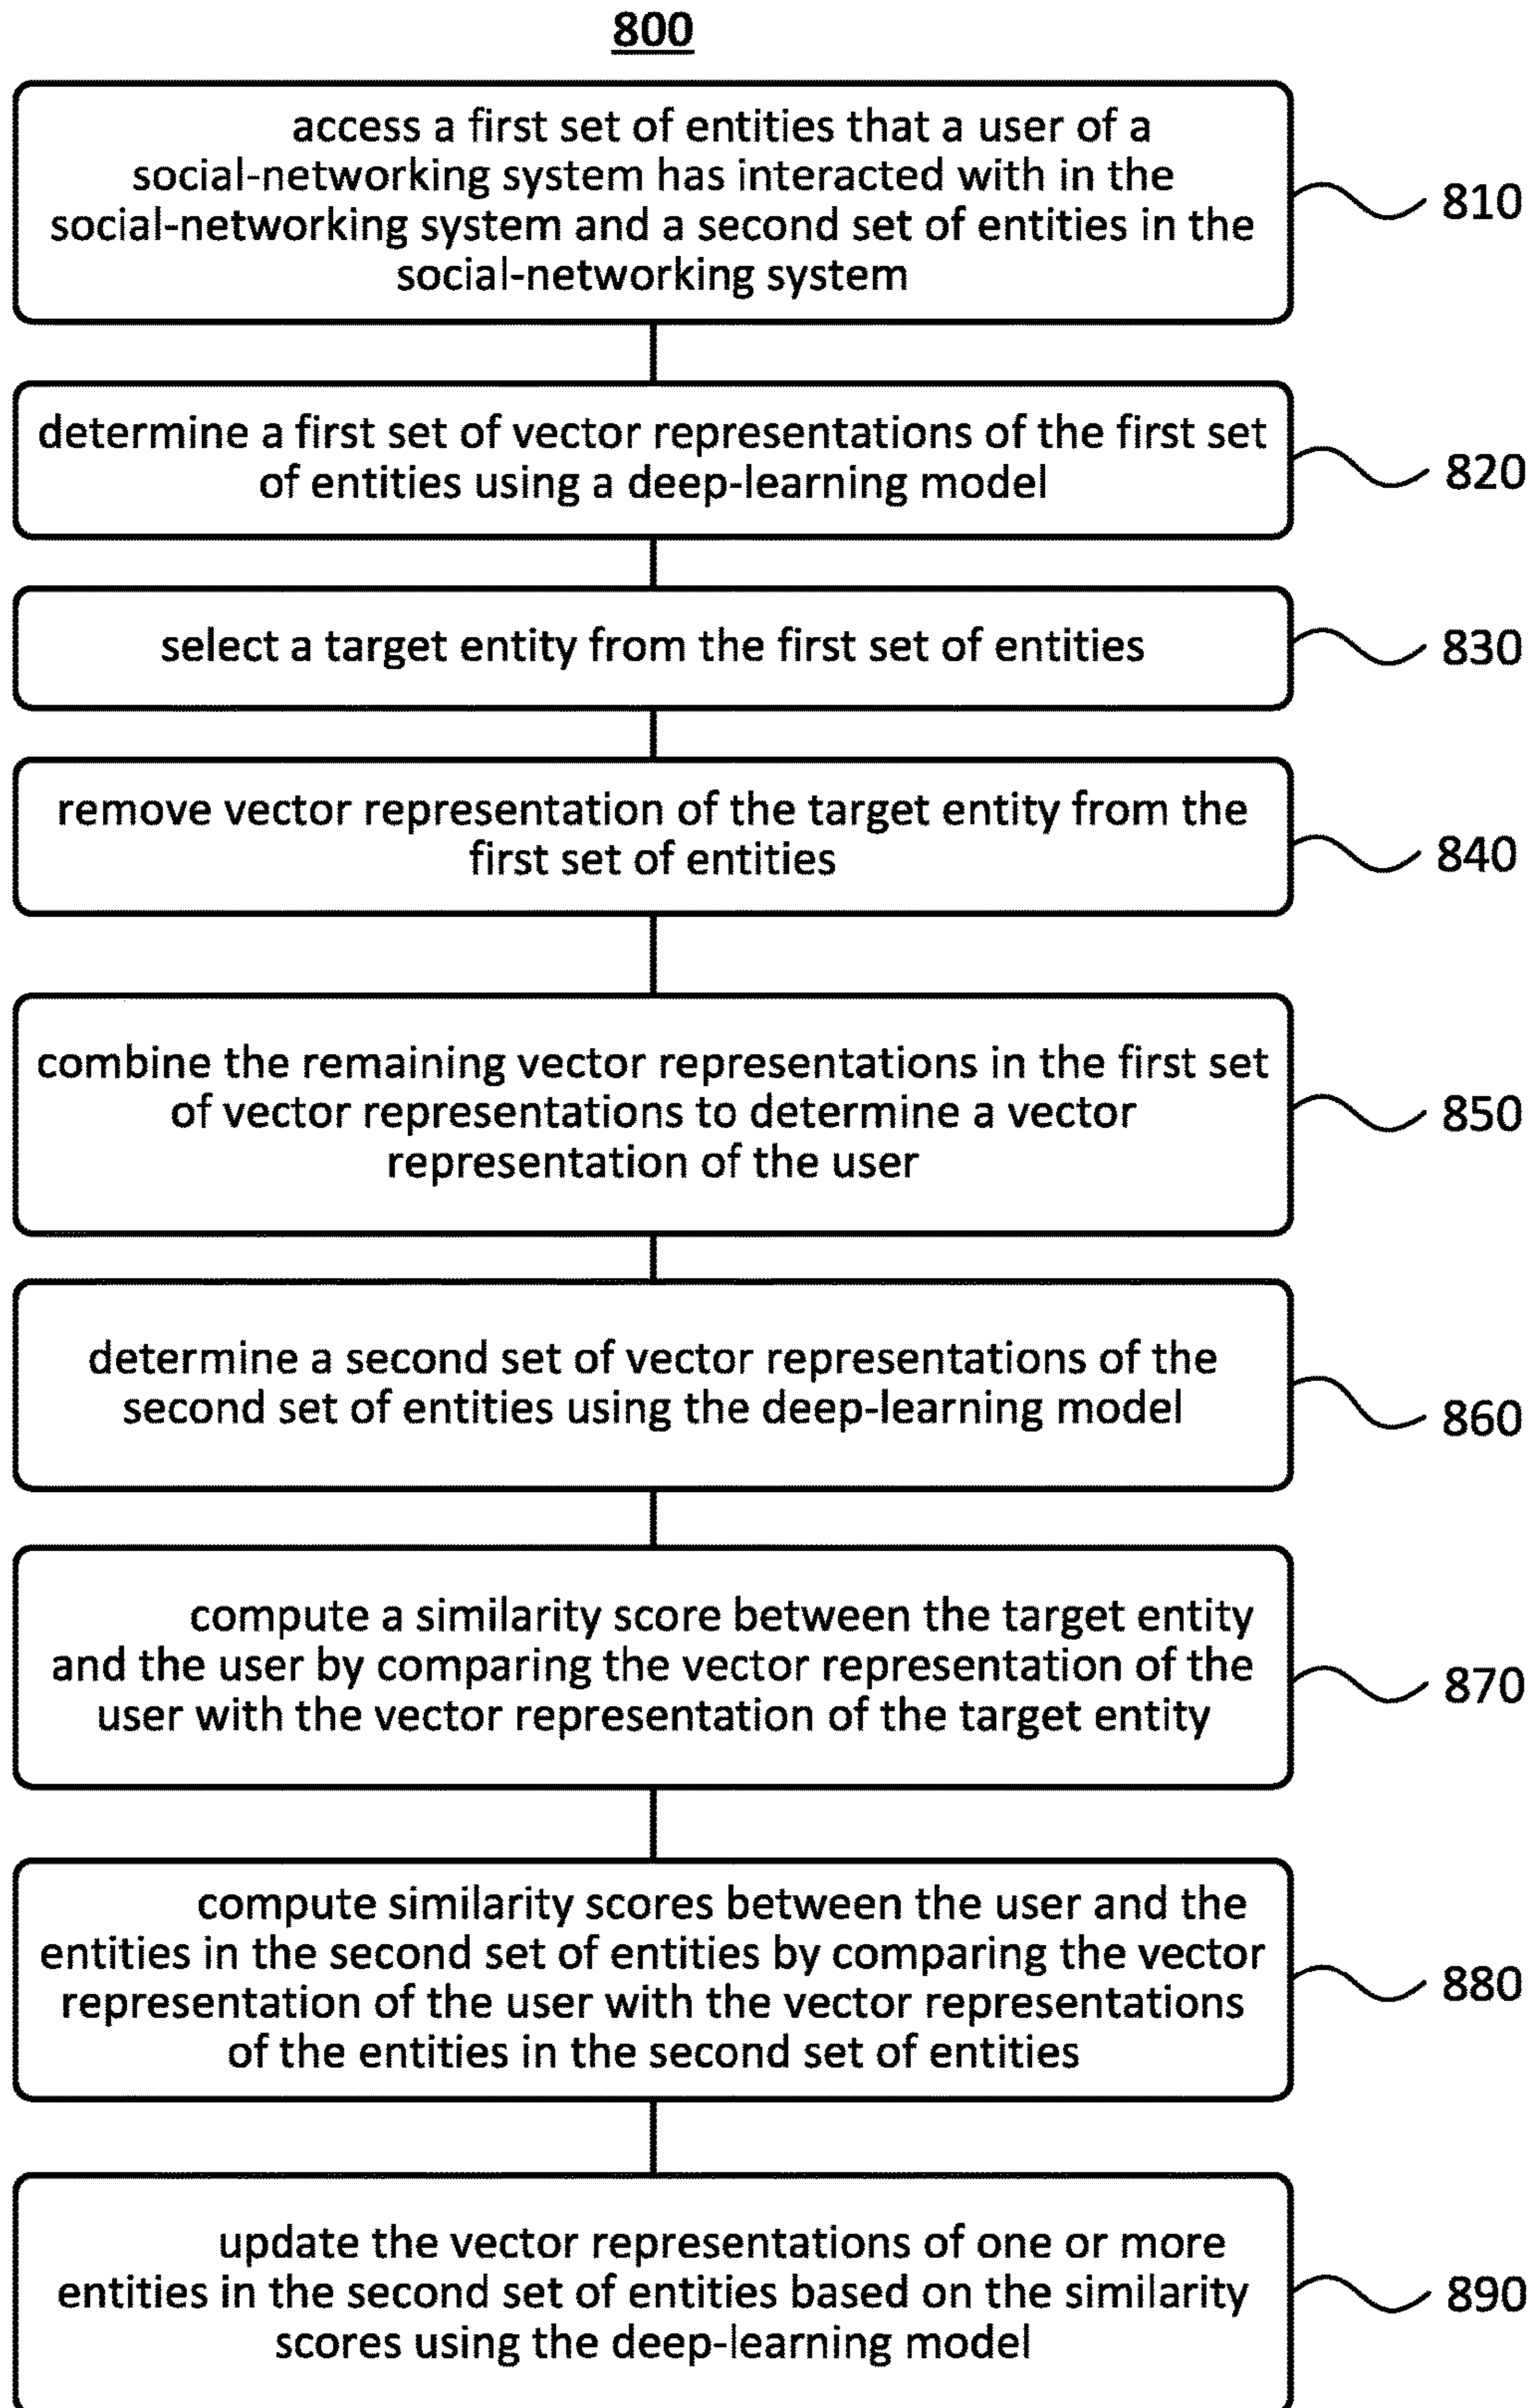 800
access a first set of entities that a user of a
social-networking system has interacted with in the
social-networking system and a second set of entities in the
social-networking system
810
determine a first set of vector representations of the first set
of entities using a deep-learning model
820
select a target entity from the first set of entities
830
remove vector representation of the target entity from the
first set of entities
840
combine the remaining vector representations in the first set
of vector representations to determine a vector
representation of the user
850
determine a second set of vector representations of the
second set of entities using the deep-learning model
860
compute a similarity score between the target entity
and the user by comparing the vector representation of the
user with the vector representation of the target entity
870
compute similarity scores between the user and the
entities in the second set of entities by comparing the vector
representation of the user with the vector representations
of the entities in the second set of entities
880
update the vector representations of one or more
entities in the second set of entities based on the similarity
scores using the deep-learning model
890